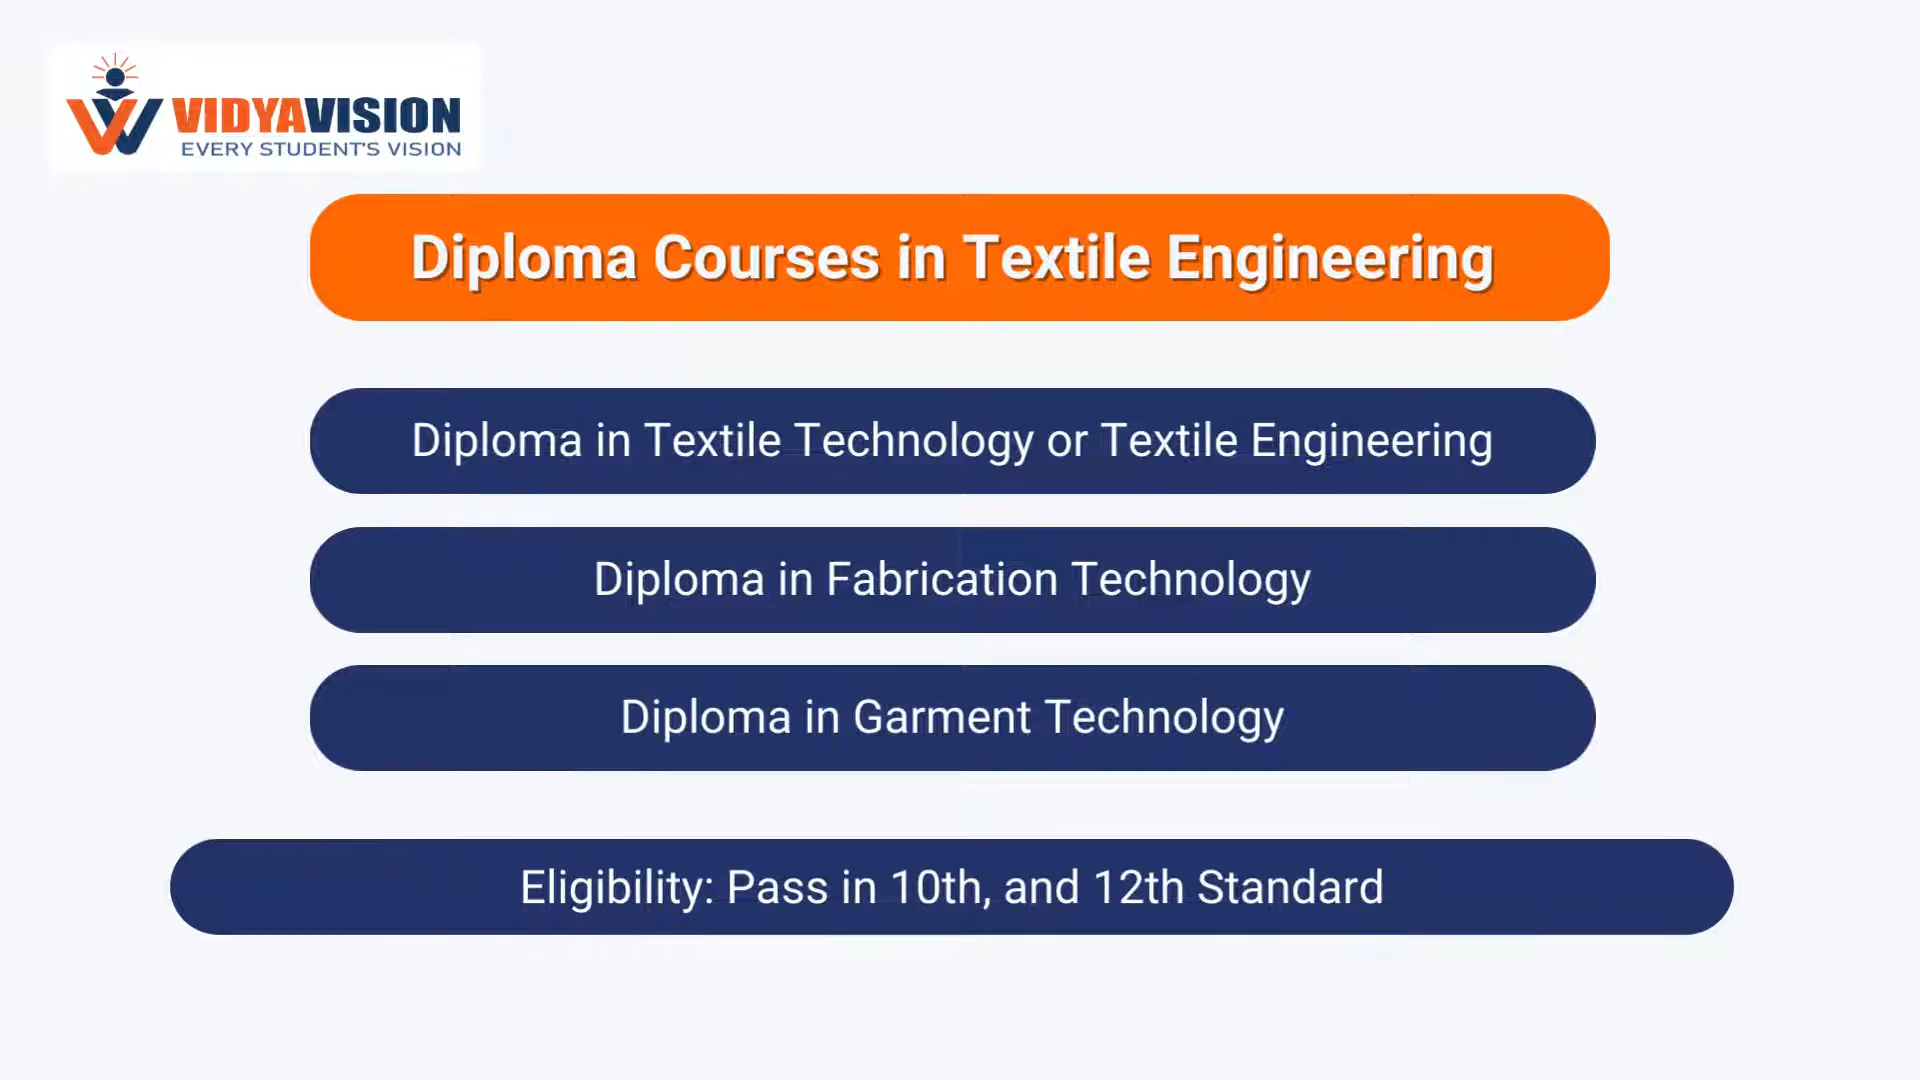 VIDYAVISION
EVERY STUDENT'S VISION
Diploma Courses in Textile Engineering
Diploma in Textile Technology or Textile Engineering
Diploma in Fabrication Technology
Diploma in Garment Technology
Eligibility: Pass in 10th, and 12th Standard